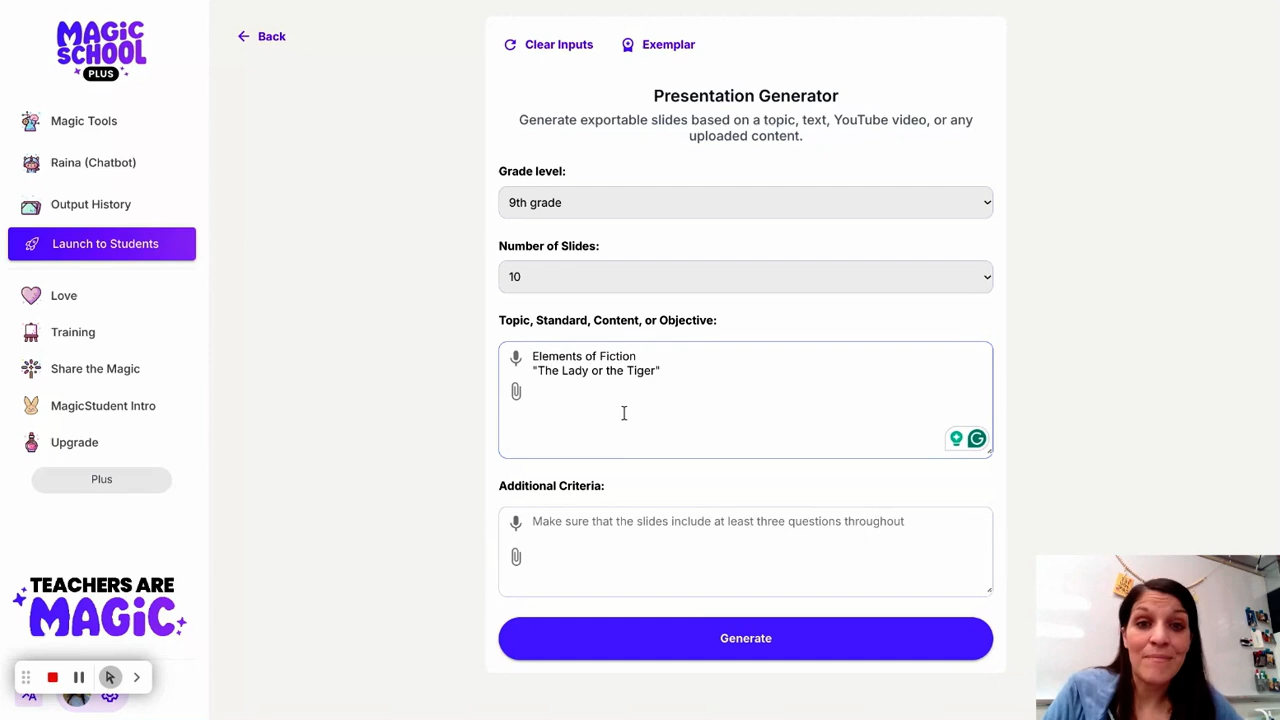 MAGIC
SCHOOL
PLUS
Magic Tools
Raina (Chatbot)
Output History
Launch to Students
Love
Training
Share the Magic
MagicStudent Intro
Upgrade
Plus
TEACHERS ARE
MAGIC
Back
Clear Inputs
Exemplar
Presentation Generator
Generate exportable slides based on a topic, text, YouTube video, or any
uploaded content.
Grade level:
9th grade
Number of Slides:
10
Topic, Standard, Content, or Objective:
Elements of Fiction
"The Lady or the Tiger"
Additional Criteria:
Make sure that the slides include at least three questions throughout
Generate